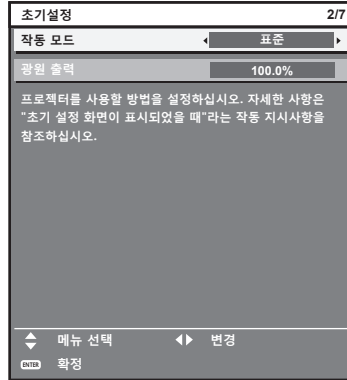 초기설정 2/7
작동 모드 표준
광원 출력 100.0%
프로젝터를 사용할 방법을 설정하십시오. 자세한 사항은
"초기 설정 화면이 표시되었을 때"라는 작동 지시사항을
참조하십시오.
메뉴 선택 변경
ENTER 확정